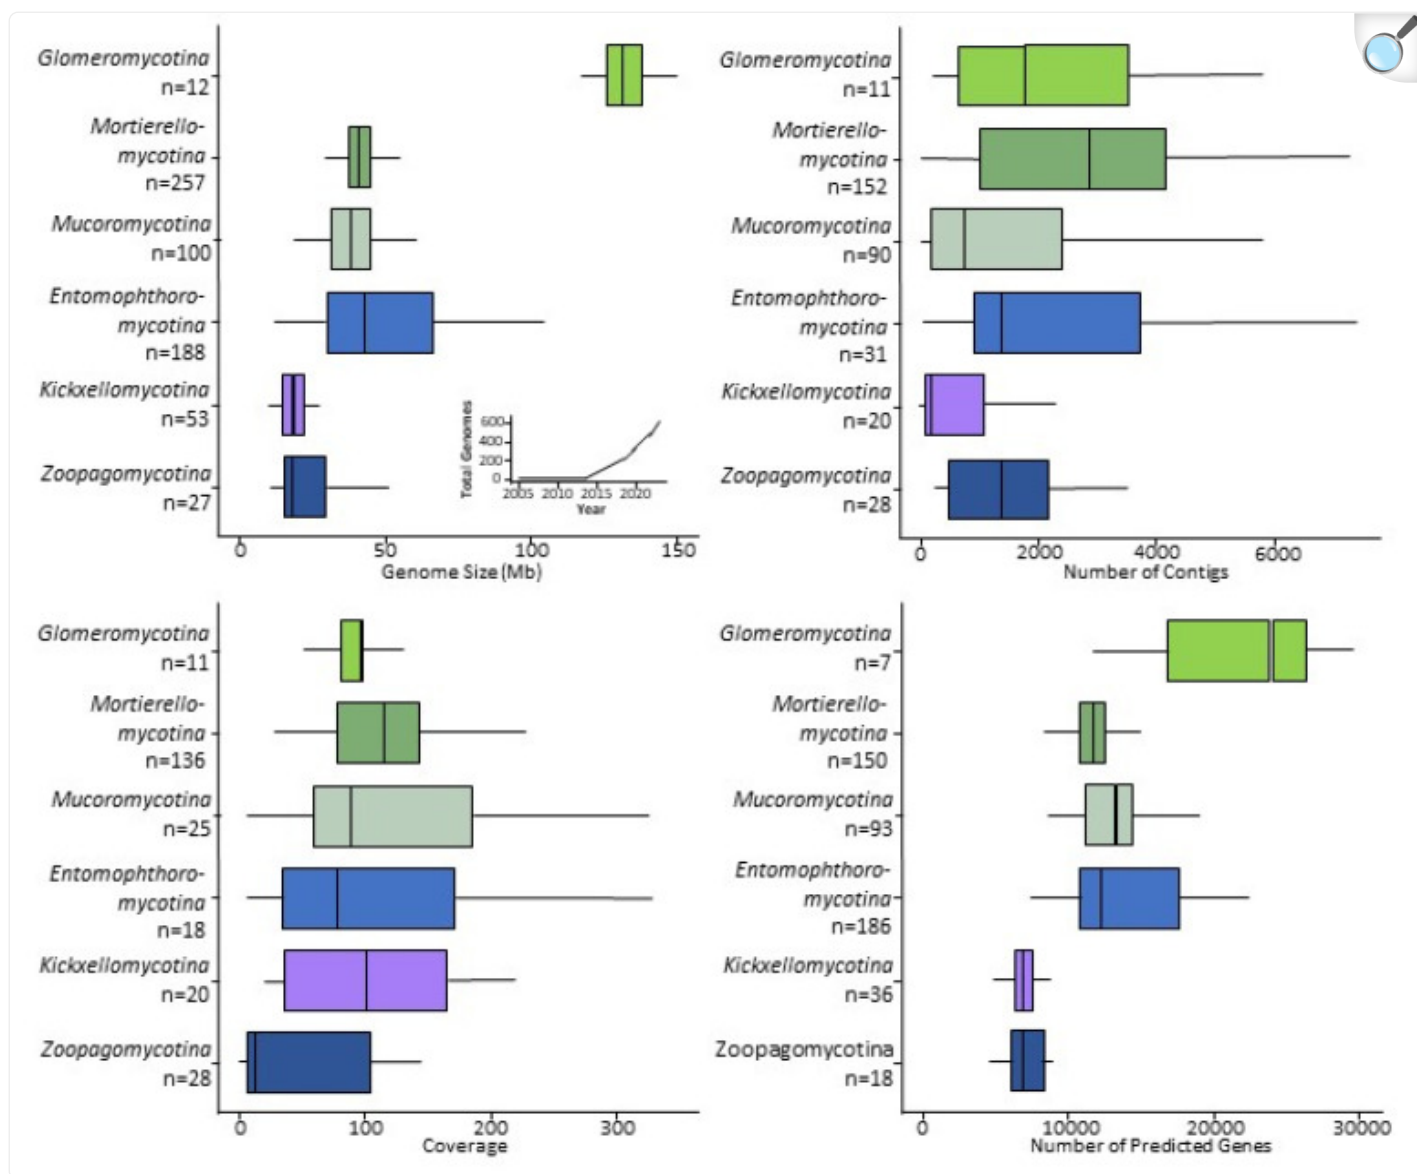 Glomeromycotina
n=12
Mortierello-
mycotina
n=257
Mucoromycotina
n=100
Entomophthoro-
mycotina
n=188
Kickxellomycotina
n=53
Zoopagomycotina
n=27
Total Genomes
600
400
200
0
2005 2010 2015 2020
Year
0 50 100 150
Genome Size (Mb)
Glomeromycotina
n=11
Mortierello-
mycotina
n=152
Mucoromycotina
n=90
Entomophthoro-
mycotina
n=31
Kickxellomycotina
n=20
Zoopagomycotina
n=28
0 2000 4000 6000
Number of Contigs
Glomeromycotina
n=11
Mortierello-
mycotina
n=136
Mucoromycotina
n=25
Entomophthoro-
mycotina
n=18
Kickxellomycotina
n=20
Zoopagomycotina
n=28
0 100 200 300
Coverage
Glomeromycotina
n=7
Mortierello-
mycotina
n=150
Mucoromycotina
n=93
Entomophthoro-
mycotina
n=186
Kickxellomycotina
n=36
Zoopagomycotina
n=18
0 10000 20000 30000
Number of Predicted Genes